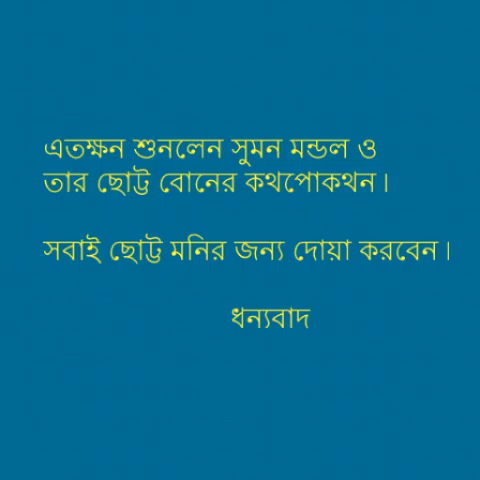 এতক্ষন শুনলেন সুমন মন্ডল ও
তার ছোট্ট বোনের কথপোকথন।
সবাই ছোট্ট মনির জন্য দোয়া করবেন।
ধন্যবাদ